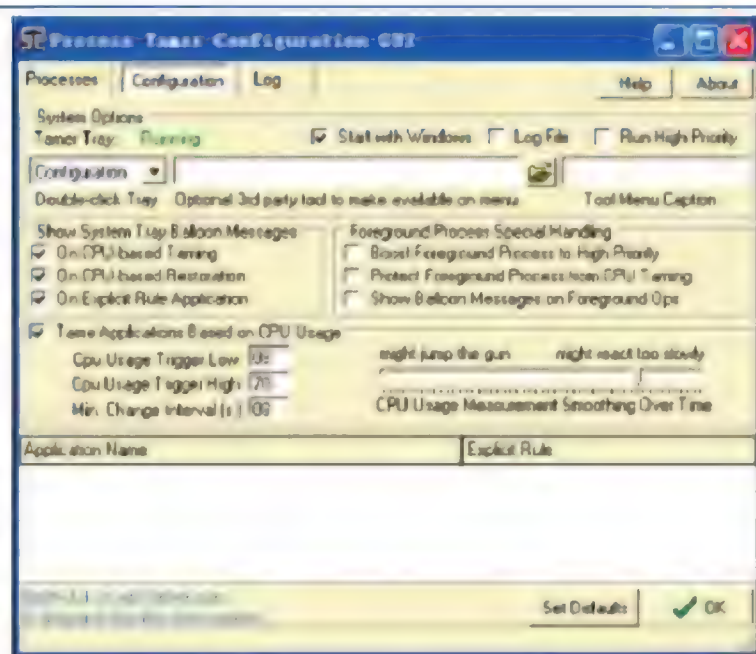 Process Tamer Configuration GUI
Processes Configuration Log Help About
System Options
Tamer Tray: Running Start with Windows Log File Run High Priority
Configuration
Double-click Tray Optional 3rd party tool to make available on menu Tool Menu Caption
Show System Tray Balloon Messages Foreground Process Special Handling
On CPU-based Taming Boost Foreground Process to High Priority
On CPU-based Restoration Protect Foreground Process from CPU Taming
On Explicit Rule Application Show Balloon Messages on Foreground Ops
Tame Applications Based on CPU Usage
Cpu Usage Trigger Low might jump the gun might react too slowly
Cpu Usage Trigger High
Min. Change Interval (s) CPU Usage Measurement Smoothing Over Time
Application Name Explicit Rule
Set Defaults OK